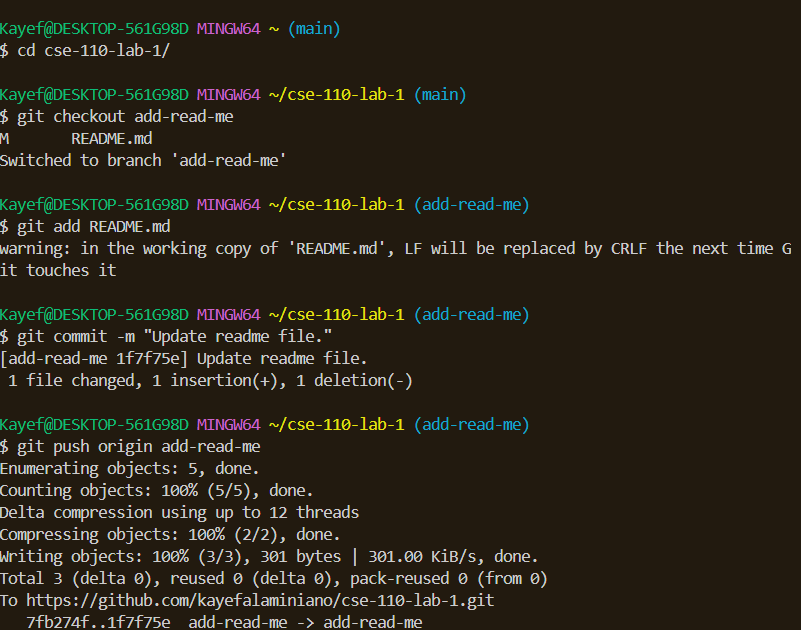 Kayef@DESKTOP-561G98D MINGW64 ~ (main)
$ cd cse-110-lab-1/
Kayef@DESKTOP-561G98D MINGW64 ~/cse-110-lab-1 (main)
$ git checkout add-read-me
M       README.md
Switched to branch 'add-read-me'
Kayef@DESKTOP-561G98D MINGW64 ~/cse-110-lab-1 (add-read-me)
$ git add README.md
warning: in the working copy of 'README.md', LF will be replaced by CRLF the next time G
it touches it
Kayef@DESKTOP-561G98D MINGW64 ~/cse-110-lab-1 (add-read-me)
$ git commit -m "Update readme file."
[add-read-me 1f7f75e] Update readme file.
 1 file changed, 1 insertion(+), 1 deletion(-)
Kayef@DESKTOP-561G98D MINGW64 ~/cse-110-lab-1 (add-read-me)
$ git push origin add-read-me
Enumerating objects: 5, done.
Counting objects: 100% (5/5), done.
Delta compression using up to 12 threads
Compressing objects: 100% (2/2), done.
Writing objects: 100% (3/3), 301 bytes | 301.00 KiB/s, done.
Total 3 (delta 0), reused 0 (delta 0), pack-reused 0 (from 0)
To https://github.com/kayefalaminiano/cse-110-lab-1.git
   7fb274f..1f7f75e  add-read-me -> add-read-me